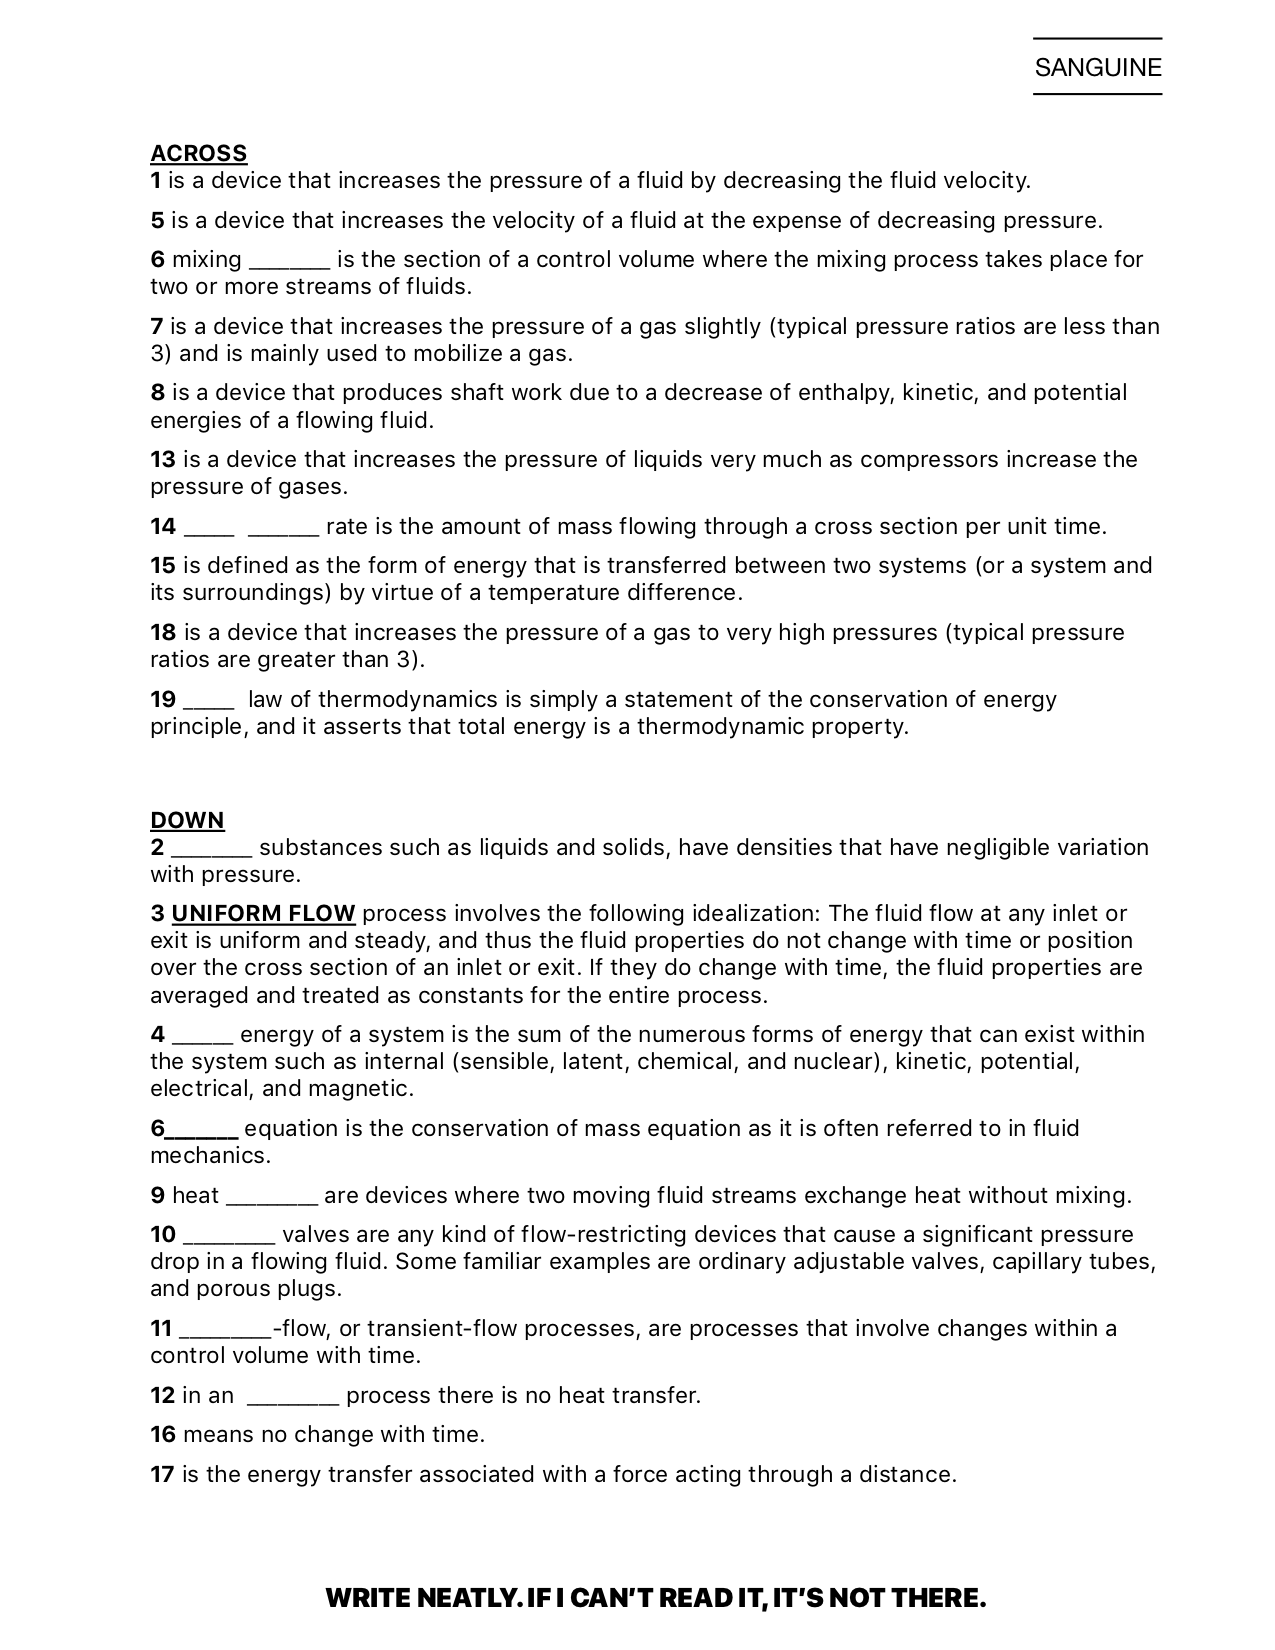 SANGUINE
ACROSS
1 is a device that increases the pressure of a fluid by decreasing the fluid velocity.
5 is a device that increases the velocity of a fluid at the expense of decreasing pressure.
6 mixing ________ is the section of a control volume where the mixing process takes place for
two or more streams of fluids.
7 is a device that increases the pressure of a gas slightly (typical pressure ratios are less than
3) and is mainly used to mobilize a gas.
8 is a device that produces shaft work due to a decrease of enthalpy, kinetic, and potential
energies of a flowing fluid.
13 is a device that increases the pressure of liquids very much as compressors increase the
pressure of gases.
14 _____ _______ rate is the amount of mass flowing through a cross section per unit time.
15 is defined as the form of energy that is transferred between two systems (or a system and
its surroundings) by virtue of a temperature difference.
18 is a device that increases the pressure of a gas to very high pressures (typical pressure
ratios are greater than 3).
19 _____ law of thermodynamics is simply a statement of the conservation of energy
principle, and it asserts that total energy is a thermodynamic property.
DOWN
2 ________ substances such as liquids and solids, have densities that have negligible variation
with pressure.
3 UNIFORM FLOW process involves the following idealization: The fluid flow at any inlet or
exit is uniform and steady, and thus the fluid properties do not change with time or position
over the cross section of an inlet or exit. If they do change with time, the fluid properties are
averaged and treated as constants for the entire process.
4 ______ energy of a system is the sum of the numerous forms of energy that can exist within
the system such as internal (sensible, latent, chemical, and nuclear), kinetic, potential,
electrical, and magnetic.
6_______ equation is the conservation of mass equation as it is often referred to in fluid
mechanics.
9 heat _________ are devices where two moving fluid streams exchange heat without mixing.
10 _________ valves are any kind of flow-restricting devices that cause a significant pressure
drop in a flowing fluid. Some familiar examples are ordinary adjustable valves, capillary tubes,
and porous plugs.
11 _________-flow, or transient-flow processes, are processes that involve changes within a
control volume with time.
12 in an _________ process there is no heat transfer.
16 means no change with time.
17 is the energy transfer associated with a force acting through a distance.
WRITE NEATLY. IF I CAN'T READ IT, IT'S NOT THERE.